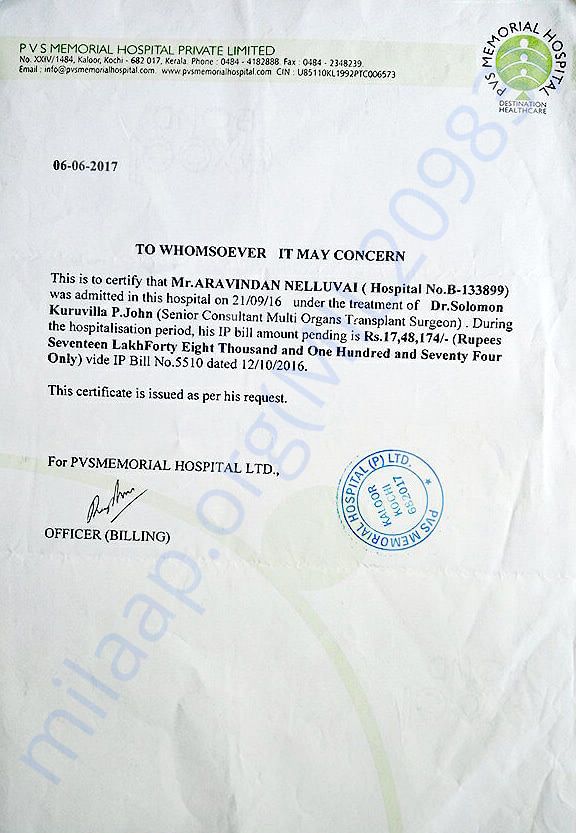 P V S MEMORIAL HOSPITAL PRIVATE LIMITED
No. XXIV/1484, Kaloor, Kochi - 682 017, Kerala. Phone : 0484 - 4182888. Fax : 0484 - 2348239.
Email : info@pvsmemorialhospital.com. www.pvsmemorialhospital.com CIN : U85110KL1992PTC006573
PVS MEMORIAL HOSPITAL
DESTINATION
HEALTHCARE
06-06-2017
TO WHOMSOEVER IT MAY CONCERN
This is to certify that Mr.ARAVINDAN NELLUVAI ( Hospital No.B-133899)
was admitted in this hospital on 21/09/16 under the treatment of Dr.Solomon
Kuruvilla P.John (Senior Consultant Multi Organs Transplant Surgeon) . During
the hospitalisation period, his IP bill amount pending is Rs.17,48,174/- (Rupees
Seventeen LakhForty Eight Thousand and One Hundred and Seventy Four
Only) vide IP Bill No.5510 dated 12/10/2016.
This certificate is issued as per his request.
For PVSMEMORIAL HOSPITAL LTD.,
OFFICER (BILLING)
PVS MEMORIAL HOSPITAL (P) LTD.
KALOOR
KOCHI
682017